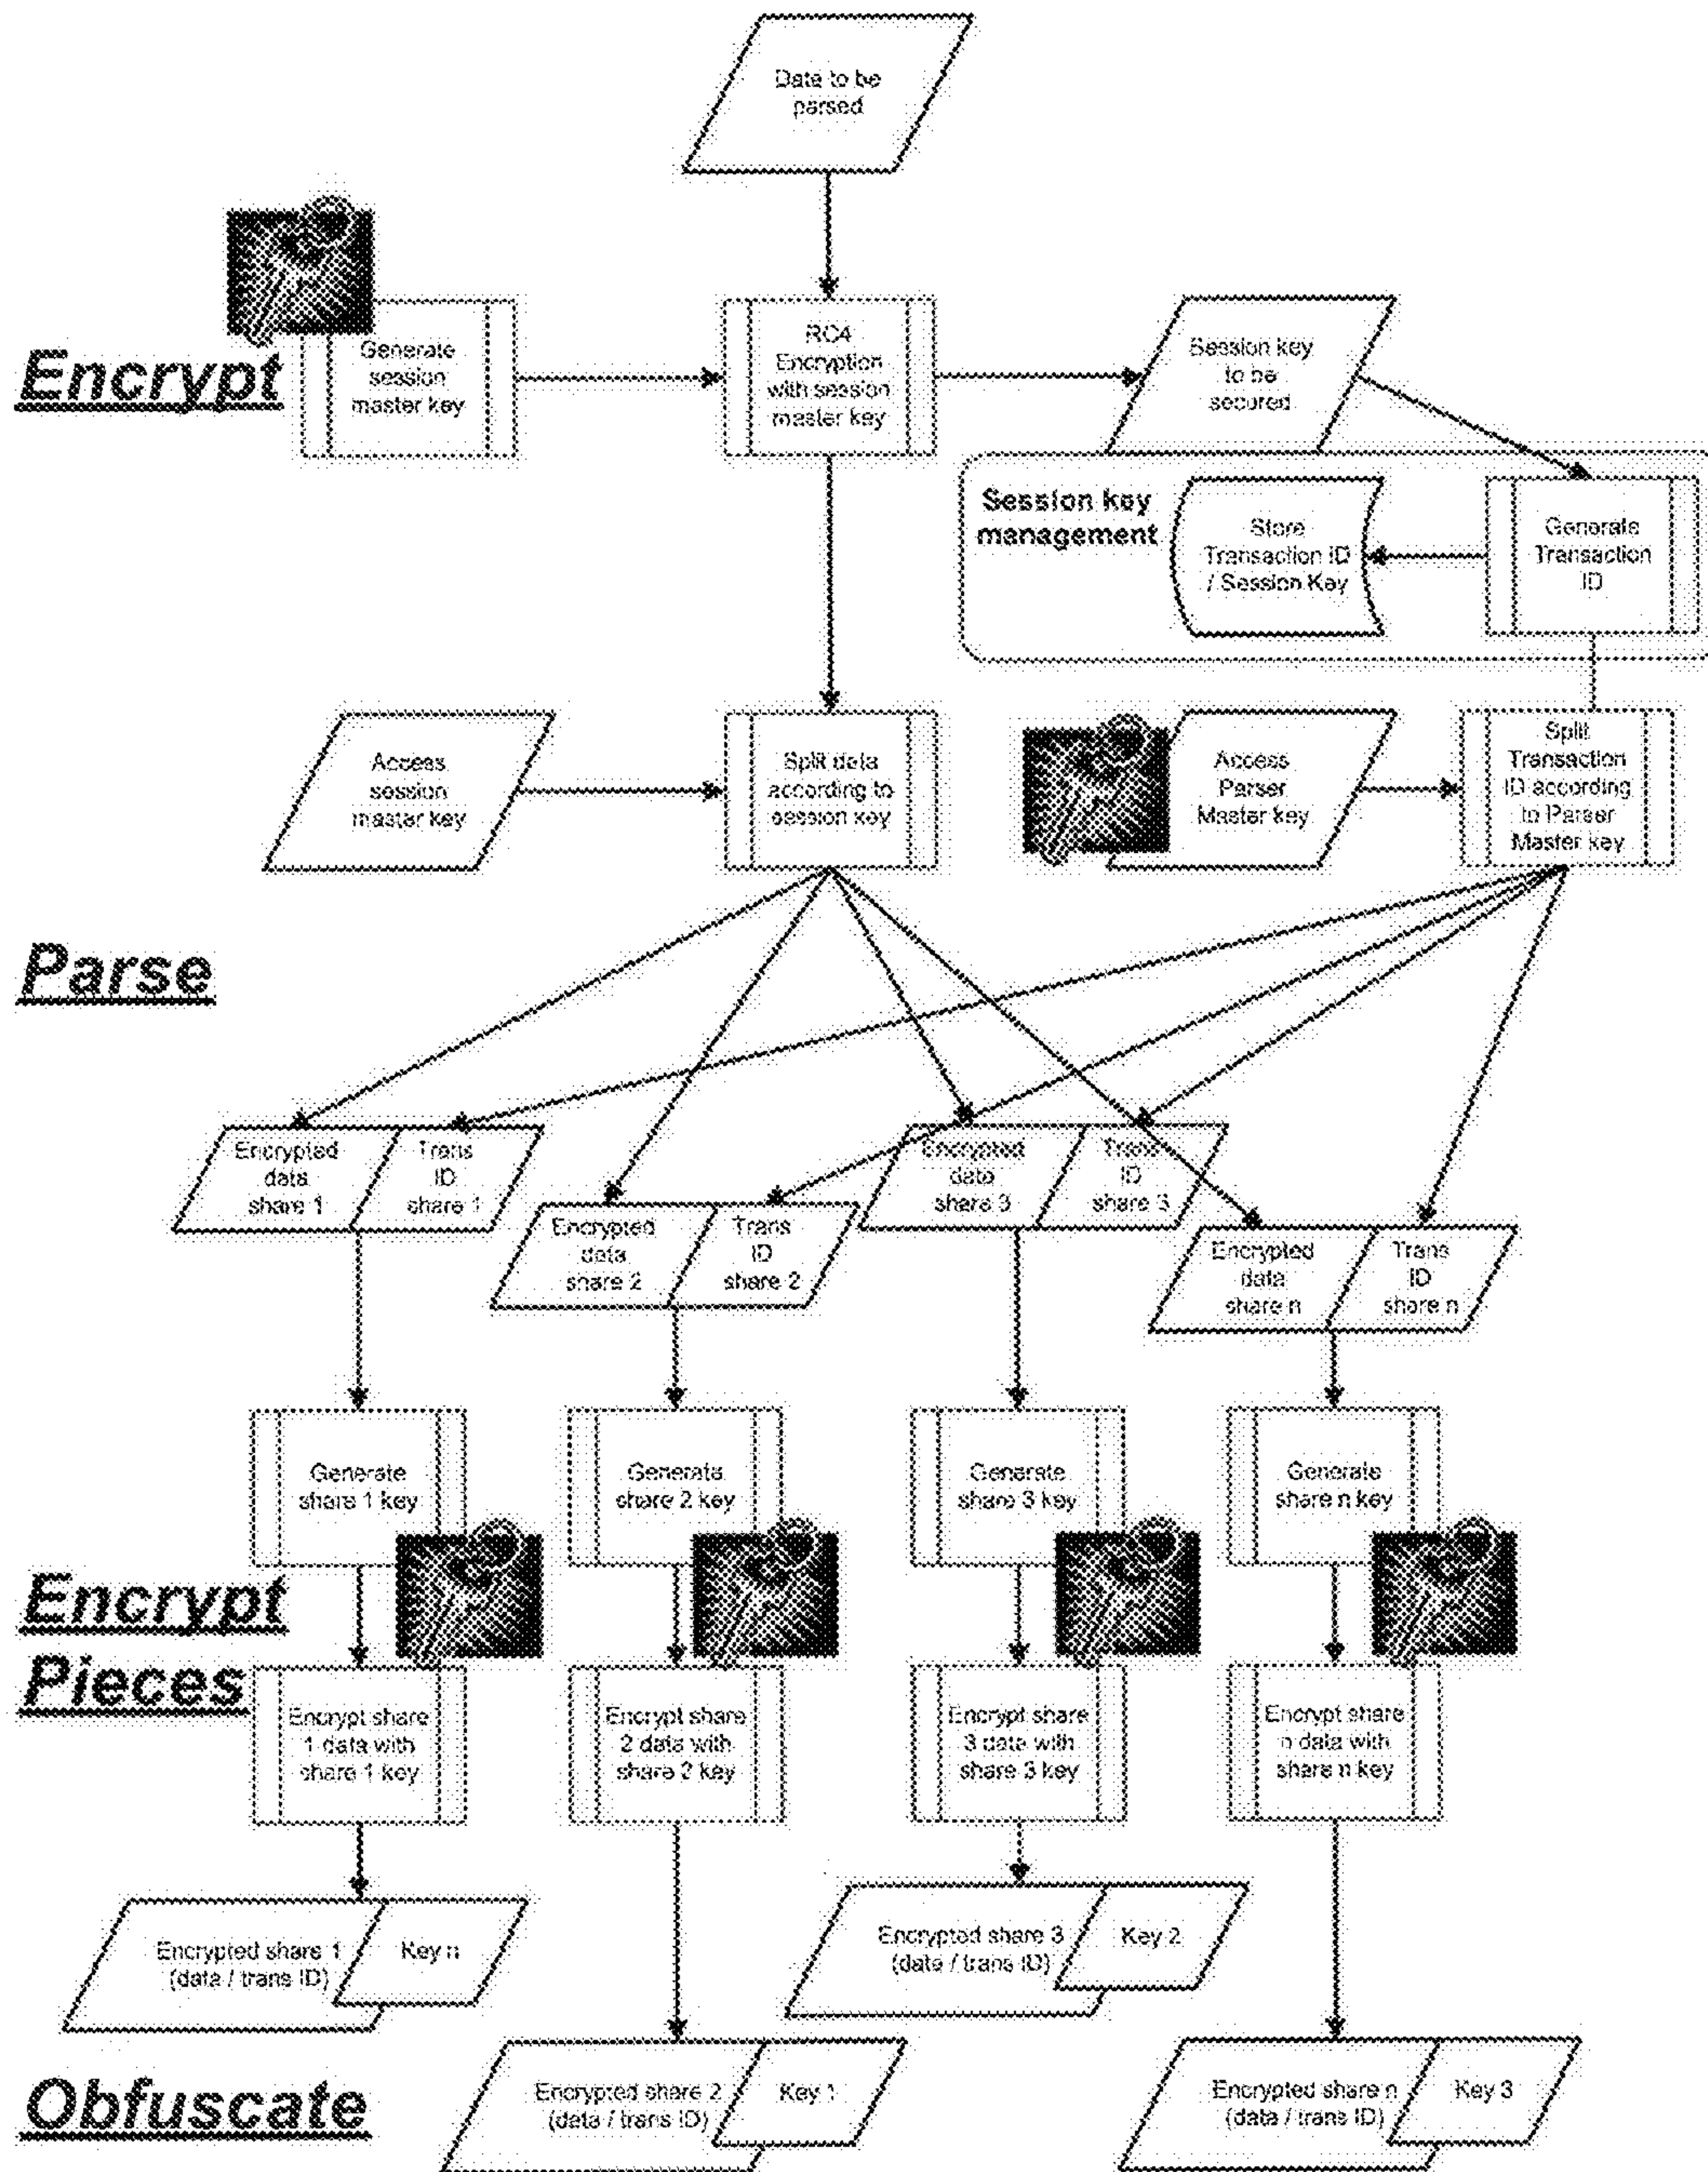 Data to be
parsed
Encrypt
Generate
session
master key
RC4
Encryption
with session
master key
Session key
to be
secured
Session key
management
Store
Transaction ID
/ Session Key
Generate
Transaction
ID
Access
session
master key
Split data
according to
session key
Access
Parser
Master key
Split
Transaction
ID according
to Parser
Master key
Parse
Encrypted
data
share 1
Trans
ID
share 1
Encrypted
data
share 2
Trans
ID
share 2
Encrypted
data
share 3
Trans
ID
share 3
Encrypted
data
share n
Trans
ID
share n
Generate
share 1 key
Generate
share 2 key
Generate
share 3 key
Generate
share n key
Encrypt
Pieces
Encrypt share
1 data with
share 1 key
Encrypt share
2 data with
share 2 key
Encrypt share
3 data with
share 3 key
Encrypt share
n data with
share n key
Encrypted share 1
(data / trans ID)
Key n
Encrypted share 3
(data / trans ID)
Key 2
Obfuscate
Encrypted share 2
(data / trans ID)
Key 1
Encrypted share n
(data / trans ID)
Key 3